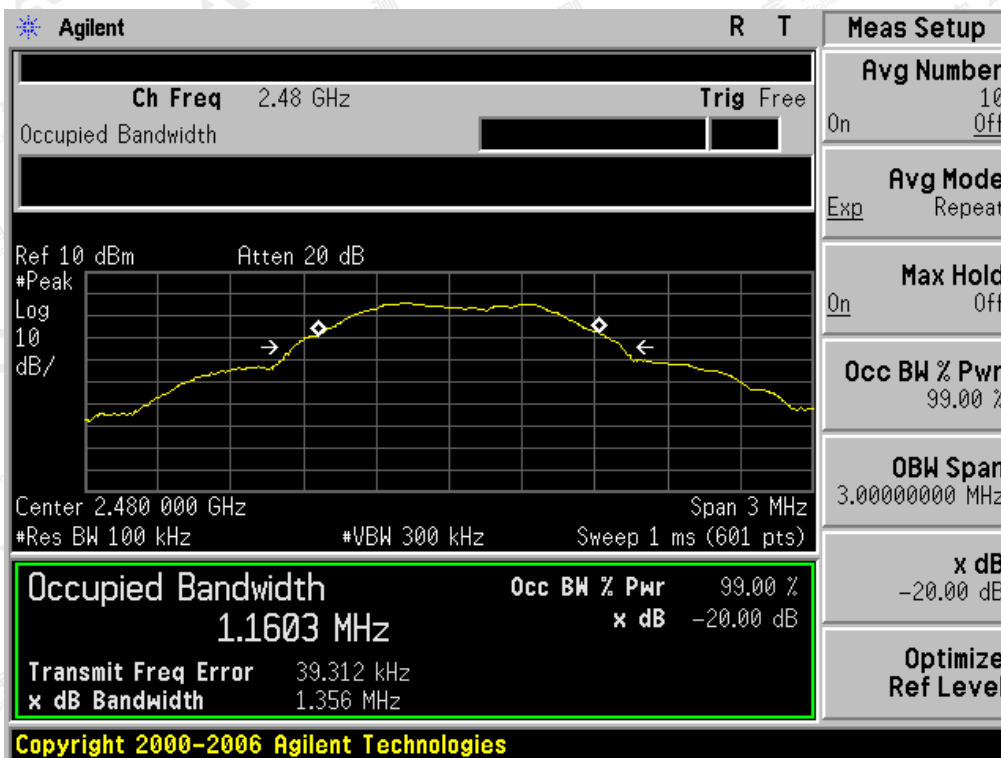 Agilent R T
Ch Freq 2.48 GHz Trig Free
Occupied Bandwidth
Ref 10 dBm Atten 20 dB
#Peak
Log
10
dB/
Center 2.480 000 GHz Span 3 MHz
#Res BW 100 kHz #VBW 300 kHz Sweep 1 ms (601 pts)
Occupied Bandwidth Occ BW % Pwr 99.00 %
1.1603 MHz x dB -20.00 dB
Transmit Freq Error 39.312 kHz
x dB Bandwidth 1.356 MHz
Copyright 2000-2006 Agilent Technologies
Meas Setup
Avg Number
10
On Off
Avg Mode
Exp Repeat
Max Hold
On Off
Occ BW % Pwr
99.00 %
OBW Span
3.00000000 MHz
x dB
-20.00 dB
Optimize
Ref Level